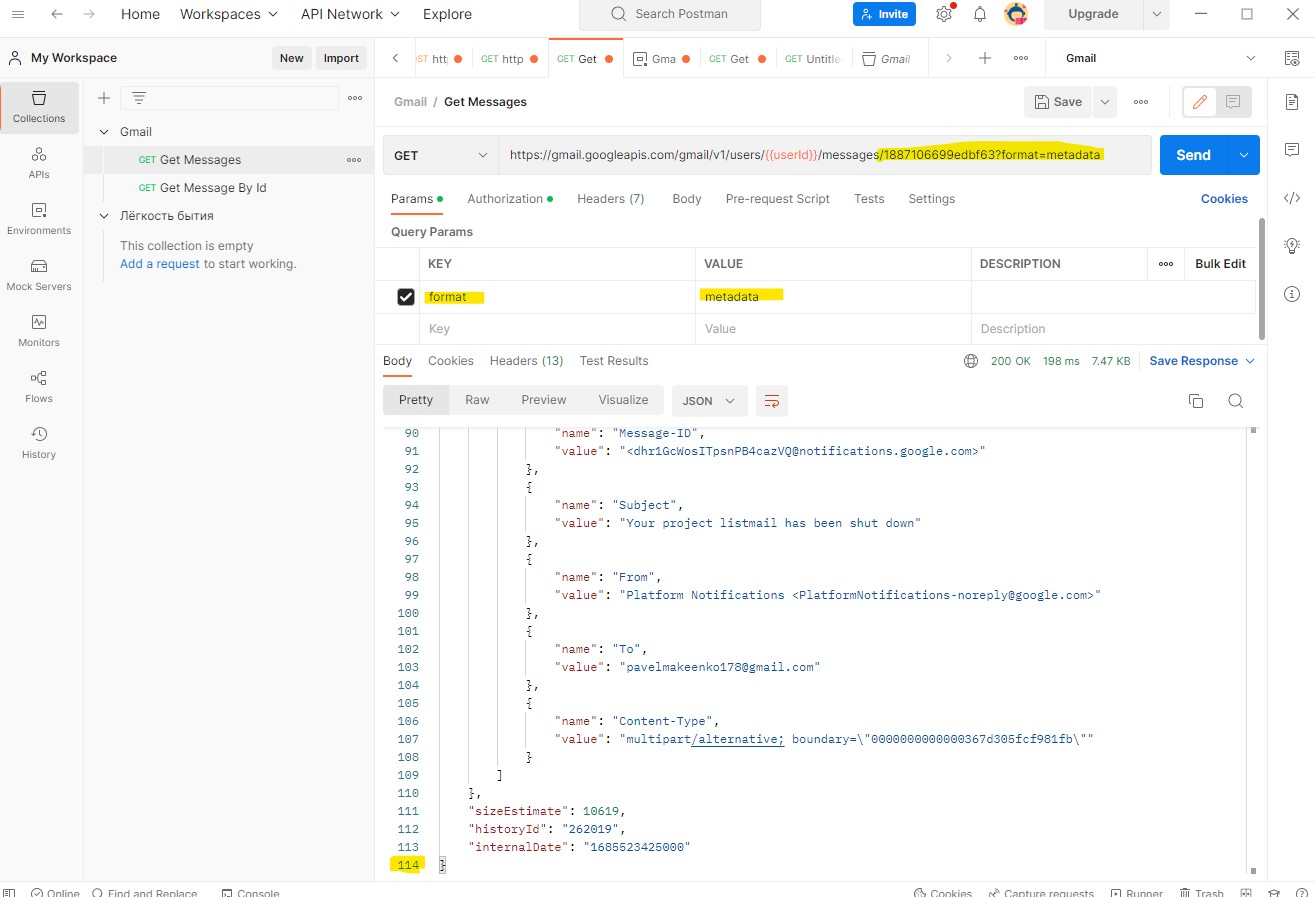 Home Workspaces API Network Explore Search Postman Invite Upgrade
My Workspace New Import
GET http GET Get Gma GET Get GET Gmail Gmail
Collections
APIs
Environments
Mock Servers
Monitors
Flows
History
Gmail
GET Get Messages
GET Get Message By Id
Лёгкость бытия
This collection is empty
Add a request to start working.
Gmail / Get Messages Save
GET https://gmail.googleapis.com/gmail/v1/users/{{userId}}/messages/1887106699edbf63?format=metadata Send
Params Authorization Headers (7) Body Pre-request Script Tests Settings Cookies
Query Params
KEY VALUE DESCRIPTION Bulk Edit
format metadata
Key Value Description
Body Cookies Headers (13) Test Results 200 OK 198 ms 7.47 KB Save Response
Pretty Raw Preview Visualize JSON
90 "name": "Message-ID",
91 "value": "<dhr1GcWosITpsnPB4cazVQ@notifications.google.com>"
92 },
93 {
94 "name": "Subject",
95 "value": "Your project listmail has been shut down"
96 },
97 {
98 "name": "From",
99 "value": "Platform Notifications <PlatformNotifications-noreply@google.com>"
100 },
101 {
102 "name": "To",
103 "value": "pavelmakeenko178@gmail.com"
104 },
105 {
106 "name": "Content-Type",
107 "value": "multipart/alternative; boundary=\"0000000000000367d305fcf981fb\""
108 }
109 ]
110 },
111 "sizeEstimate": 10619,
112 "historyId": "262019",
113 "internalDate": "1685523425000"
114 }
Online Find and Replace Console Cookies Capture requests Runner Trash